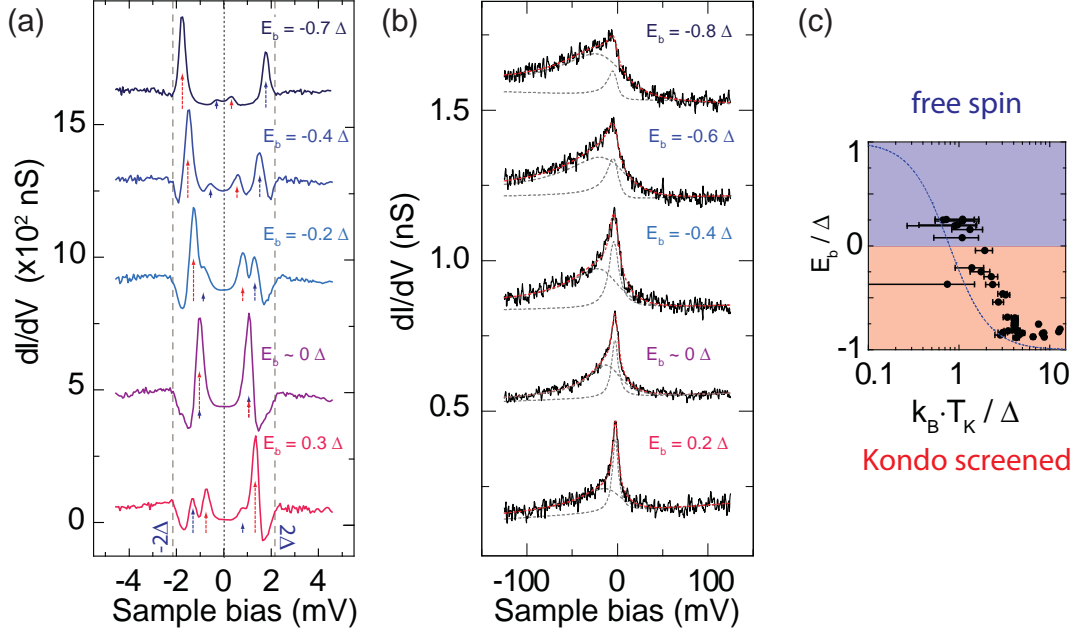 (a)
dI/dV (x10² nS)
15
10
5
0
E_b = -0.7 Δ
E_b = -0.4 Δ
E_b = -0.2 Δ
E_b ~ 0 Δ
E_b = 0.3 Δ
-2Δ
2Δ
-4 -2 0 2 4
Sample bias (mV)
(b)
dI/dV (nS)
1.5
1.0
0.5
E_b = -0.8 Δ
E_b = -0.6 Δ
E_b = -0.4 Δ
E_b ~ 0 Δ
E_b = 0.2 Δ
-100 0 100
Sample bias (mV)
(c)
free spin
E_b / Δ
1
0
-1
0.1 1 10
k_B·T_K / Δ
Kondo screened